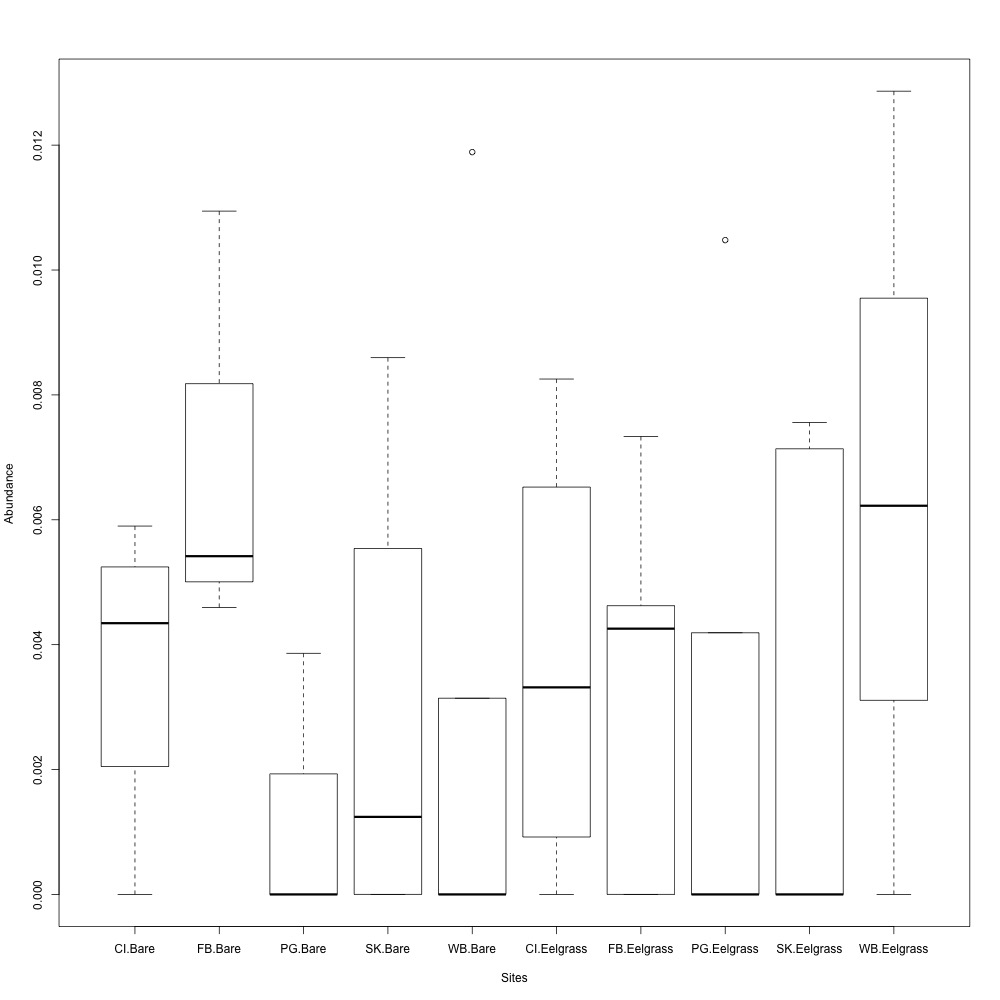 Abundance
0.012
0.010
0.008
0.006
0.004
0.002
0.000
CI.Bare FB.Bare PG.Bare SK.Bare WB.Bare CI.Eelgrass FB.Eelgrass PG.Eelgrass SK.Eelgrass WB.Eelgrass
Sites